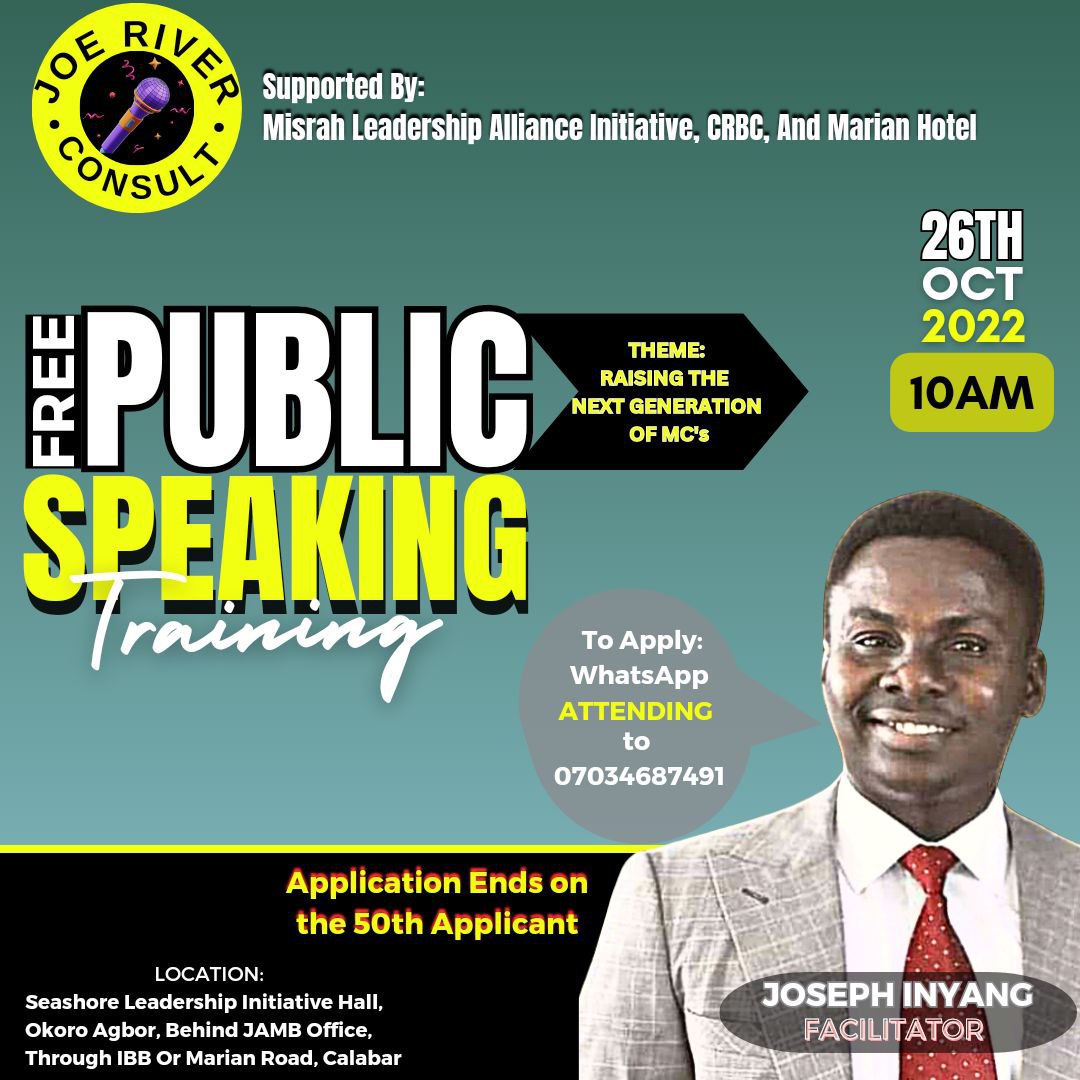 JOE RIVER
• CONSULT •
Supported By:
Misrah Leadership Alliance Initiative, CRBC, And Marian Hotel
26TH
OCT
2022
10AM
FREE
PUBLIC
SPEAKING
Training
THEME:
RAISING THE
NEXT GENERATION
OF MC's
To Apply:
WhatsApp
ATTENDING
to
07034687491
Application Ends on
the 50th Applicant
LOCATION:
Seashore Leadership Initiative Hall,
Okoro Agbor, Behind JAMB Office,
Through IBB Or Marian Road, Calabar
JOSEPH INYANG
FACILITATOR